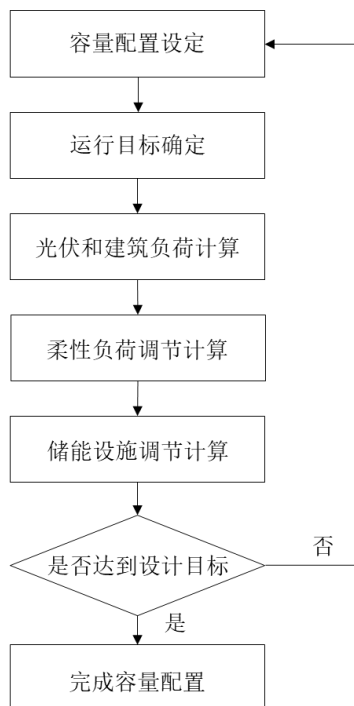 容量配置设定
运行目标确定
光伏和建筑负荷计算
柔性负荷调节计算
储能设施调节计算
是否达到设计目标
否
是
完成容量配置